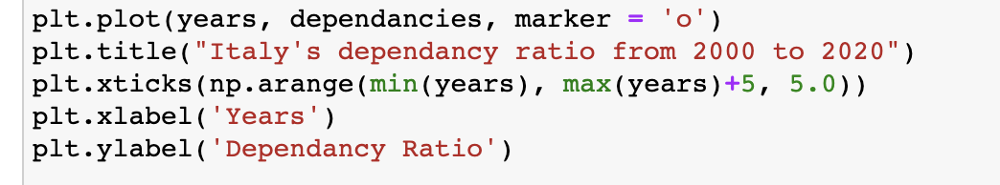 plt.plot(years, dependancies, marker = 'o')
plt.title("Italy's dependancy ratio from 2000 to 2020")
plt.xticks(np.arange(min(years), max(years)+5, 5.0))
plt.xlabel('Years')
plt.ylabel('Dependancy Ratio')